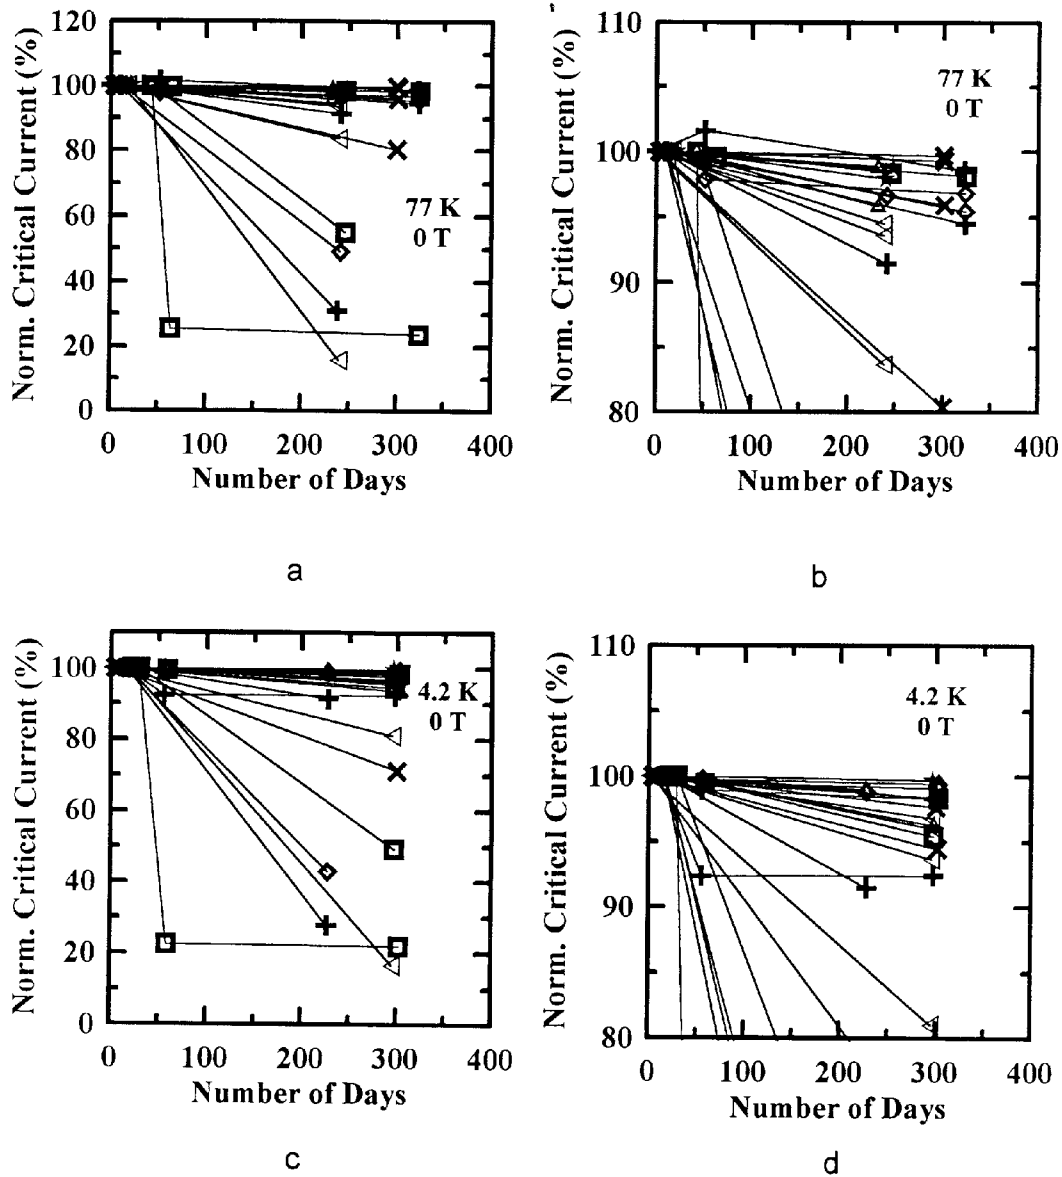 120
100
80
60
40
20
0
Norm. Critical Current (%)
77 K
0 T
0 100 200 300 400
Number of Days
a
110
100
90
80
Norm. Critical Current (%)
77 K
0 T
0 100 200 300 400
Number of Days
b
100
80
60
40
20
0
Norm. Critical Current (%)
4.2 K
0 T
0 100 200 300 400
Number of Days
c
110
100
90
80
Norm. Critical Current (%)
4.2 K
0 T
0 100 200 300 400
Number of Days
d